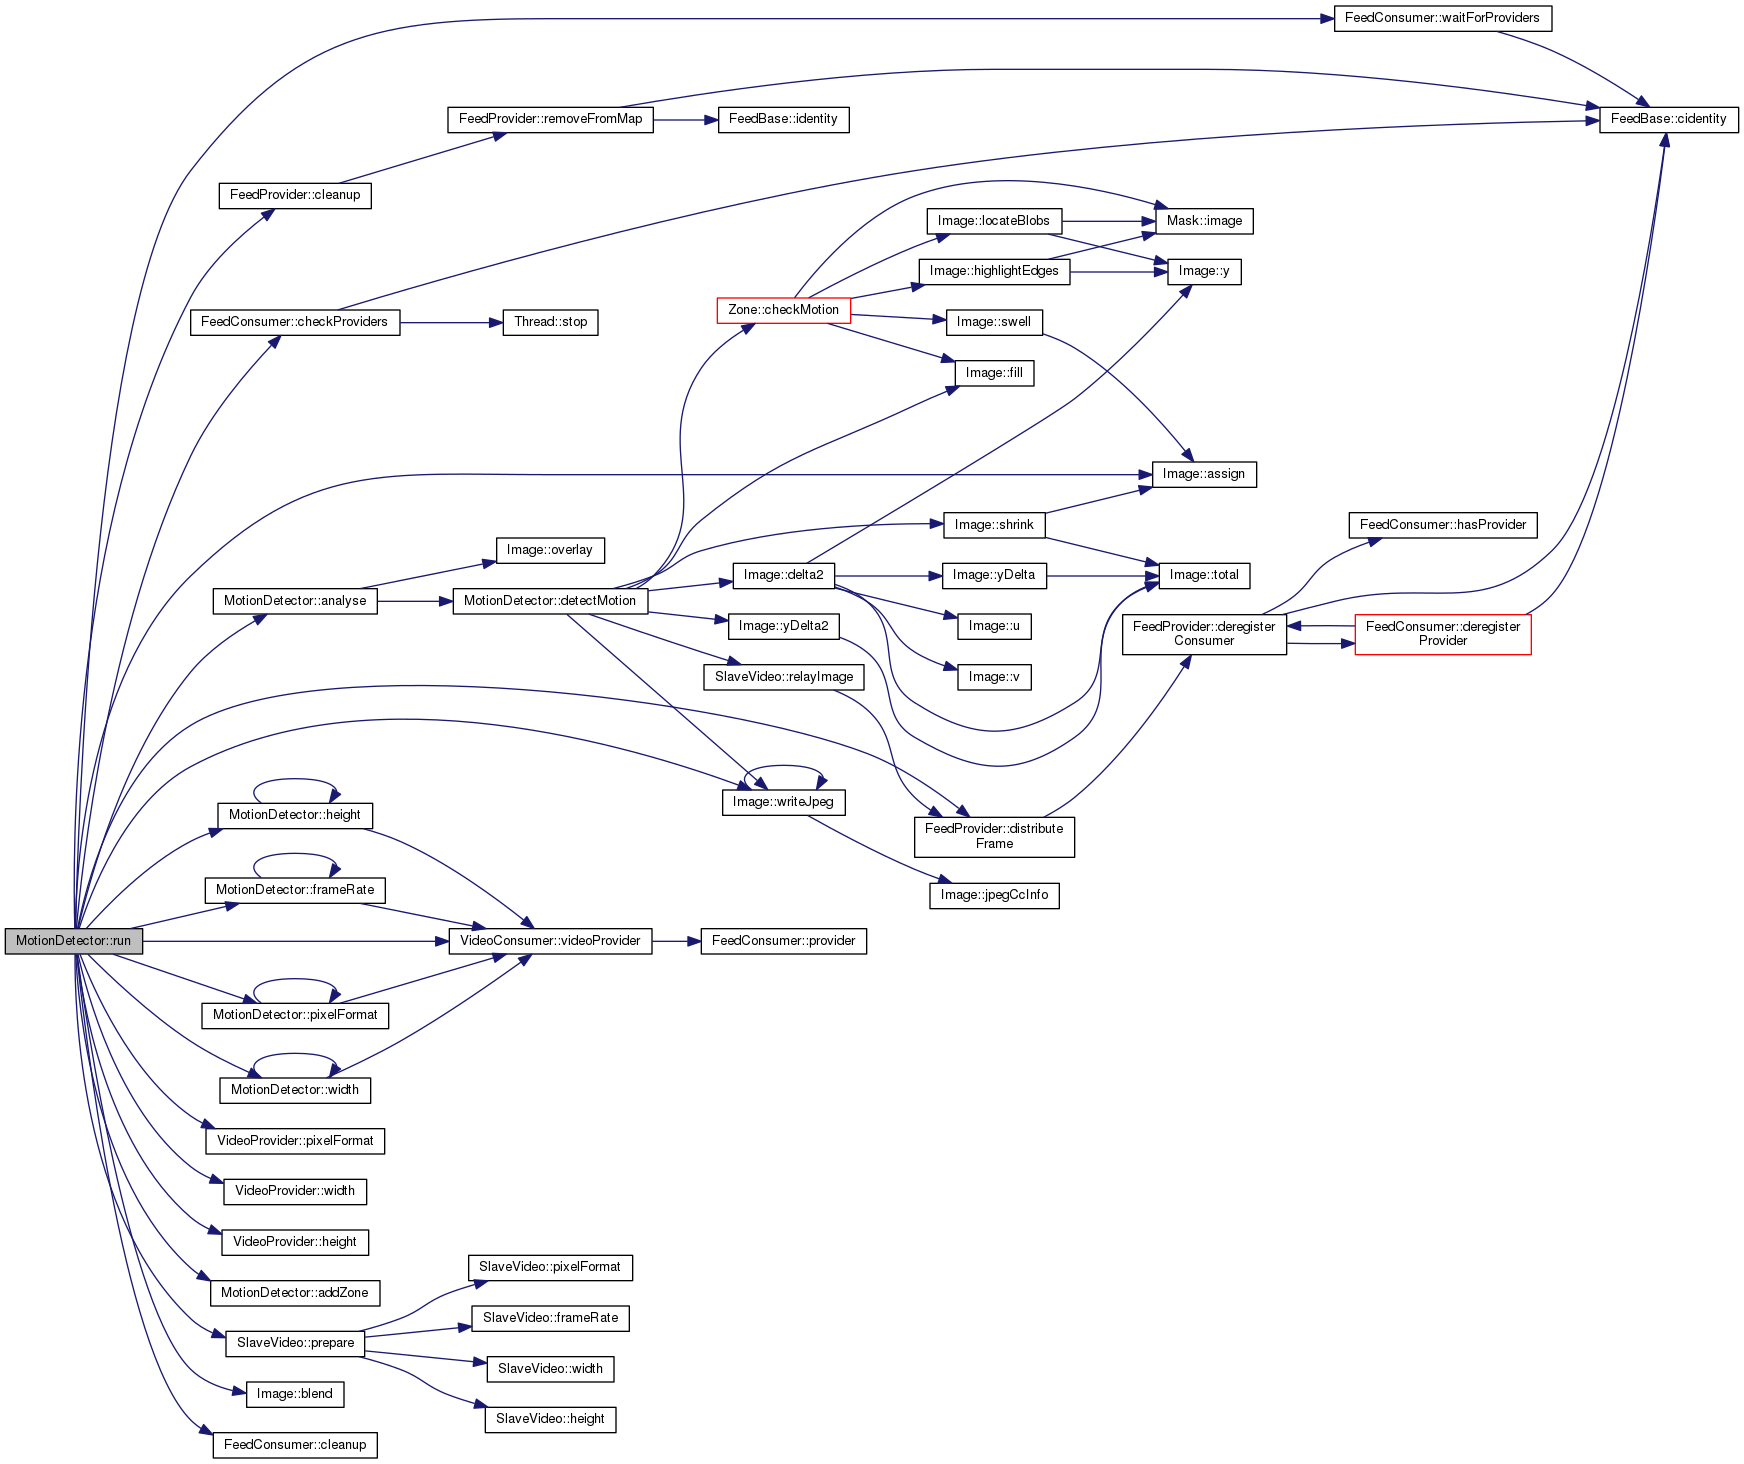 FeedConsumer::waitForProviders
FeedProvider::removeFromMap
FeedBase::identity
FeedBase::cidentity
FeedProvider::cleanup
Image::locateBlobs
Mask::image
Image::highlightEdges
Image::y
Zone::checkMotion
FeedConsumer::checkProviders
Thread::stop
Image::swell
Image::fill
Image::assign
Image::shrink
FeedConsumer::hasProvider
Image::overlay
Image::delta2
Image::yDelta
Image::total
MotionDetector::analyse
MotionDetector::detectMotion
Image::yDelta2
Image::u
FeedProvider::deregister
Consumer
FeedConsumer::deregister
Provider
SlaveVideo::relayImage
Image::v
Image::writeJpeg
MotionDetector::height
FeedProvider::distribute
Frame
MotionDetector::frameRate
Image::jpegCcInfo
MotionDetector::run
VideoConsumer::videoProvider
FeedConsumer::provider
MotionDetector::pixelFormat
MotionDetector::width
VideoProvider::pixelFormat
VideoProvider::width
VideoProvider::height
SlaveVideo::pixelFormat
MotionDetector::addZone
SlaveVideo::frameRate
SlaveVideo::prepare
SlaveVideo::width
Image::blend
SlaveVideo::height
FeedConsumer::cleanup